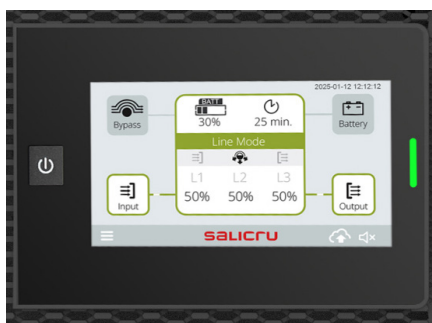 2025-01-12 12:12:12
BATT
30%
25 min.
Bypass
Battery
Line Mode
L1 L2 L3
50% 50% 50%
Input
Output
salicru